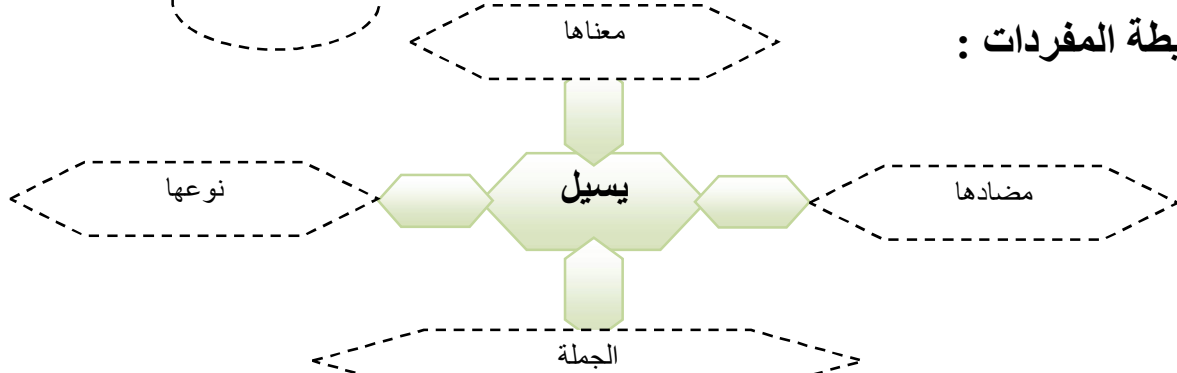 معناها
بطة المفردات :
يسيل
مضادها
نوعها
الجملة